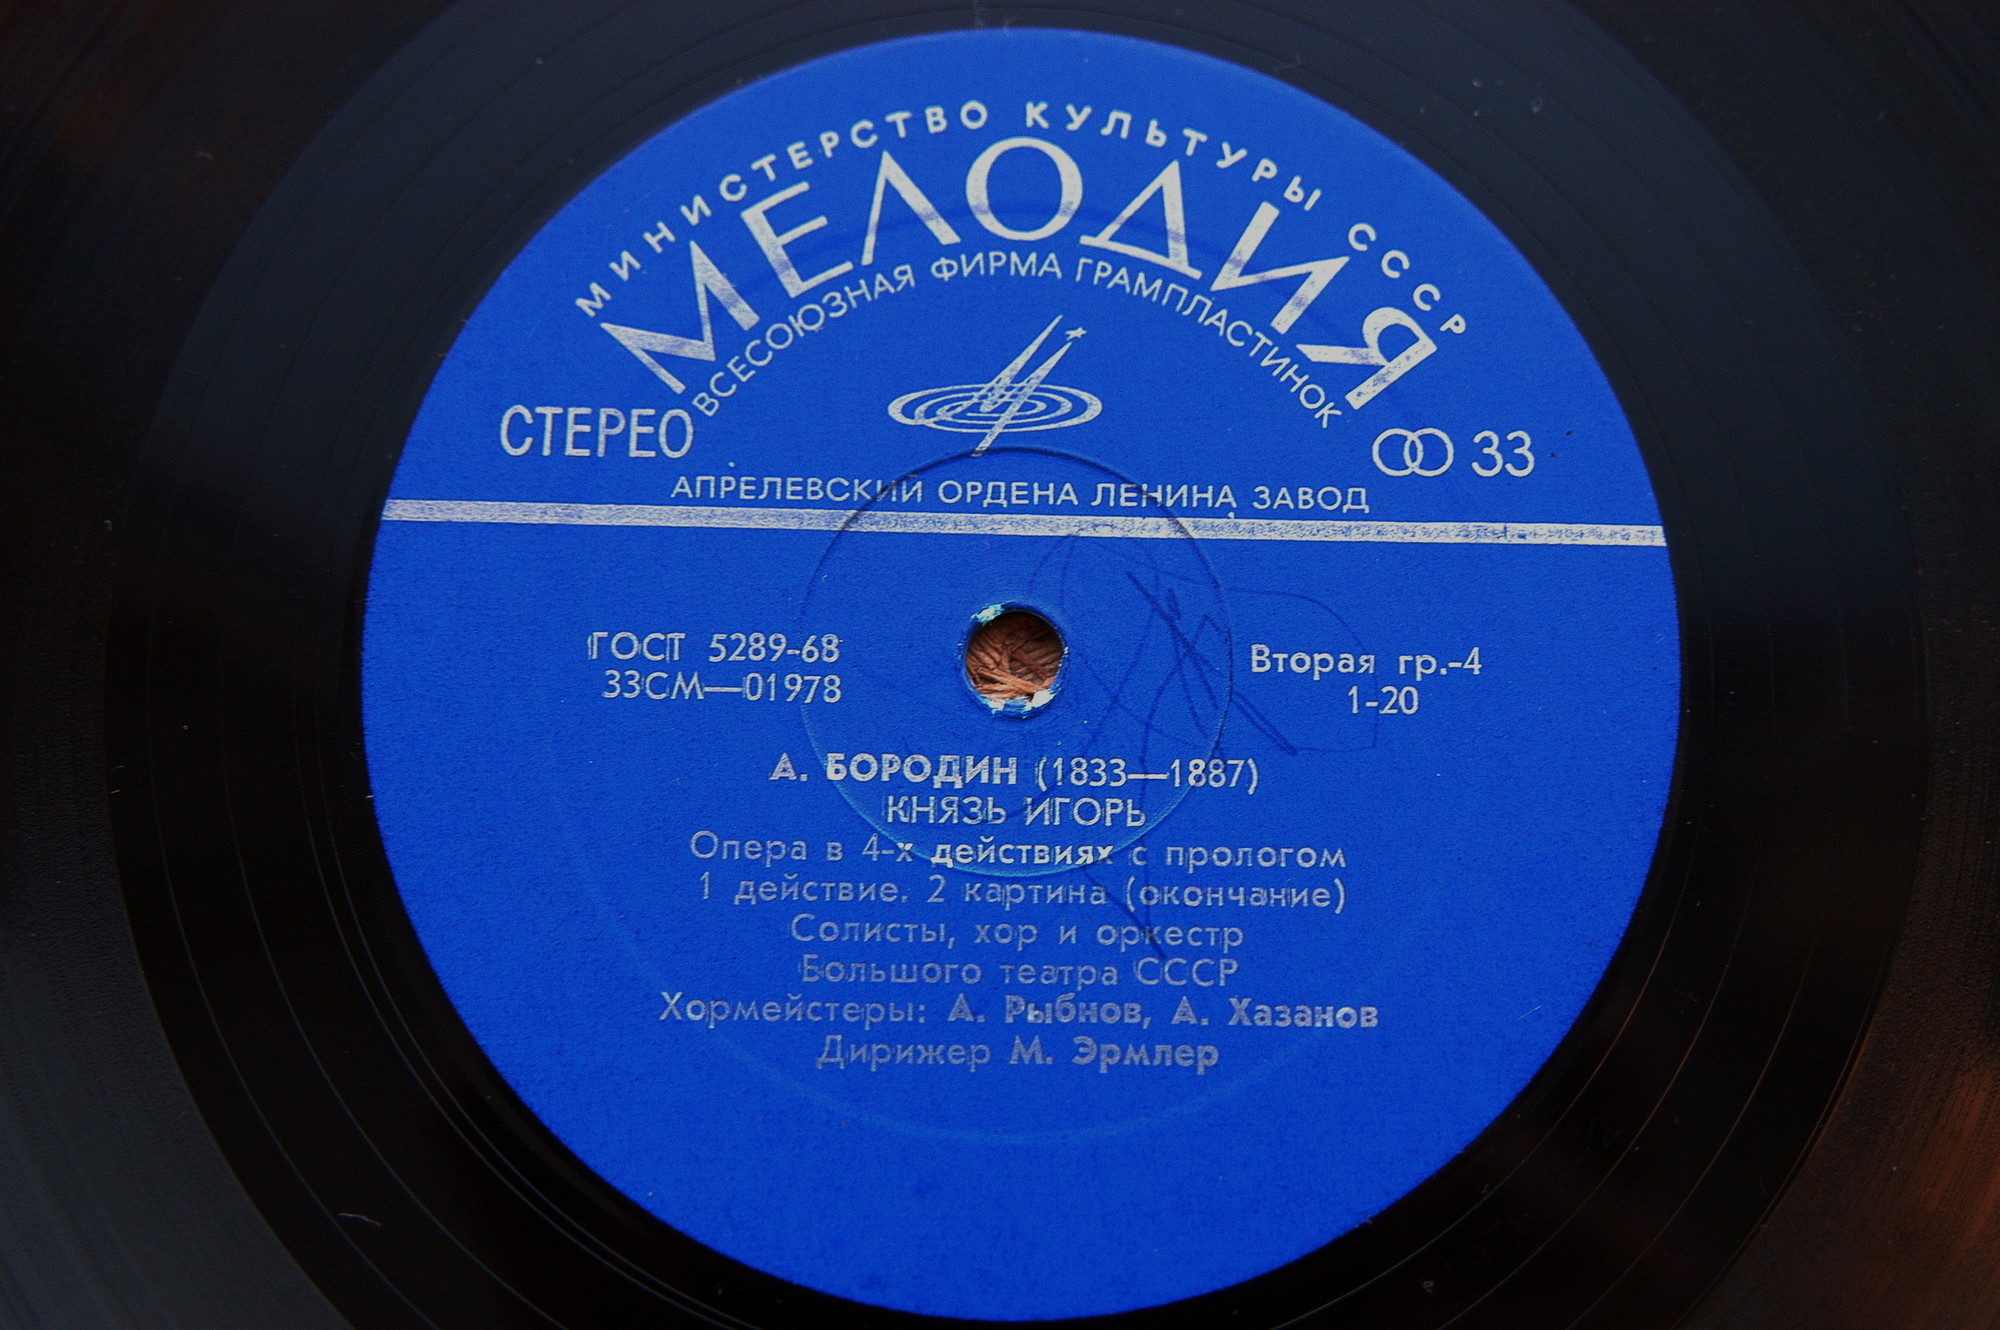 МИНИСТЕРСТВО КУЛЬТУРЫ СССР
МЕЛОДИЯ
ВСЕСОЮЗНАЯ ФИРМА ГРАМПЛАСТИНОК
СТЕРЕО
33
АПРЕЛЕВСКИЙ ОРДЕНА ЛЕНИНА ЗАВОД
ГОСТ 5289-68
33СМ—01978
Вторая гр.-4
1-20
А. БОРОДИН (1833—1887)
КНЯЗЬ ИГОРЬ
Опера в 4-х действиях с прологом
1 действие. 2 картина (окончание)
Солисты, хор и оркестр
Большого театра СССР
Хормейстеры: А. Рыбнов, А. Хазанов
Дирижер М. Эрмлер